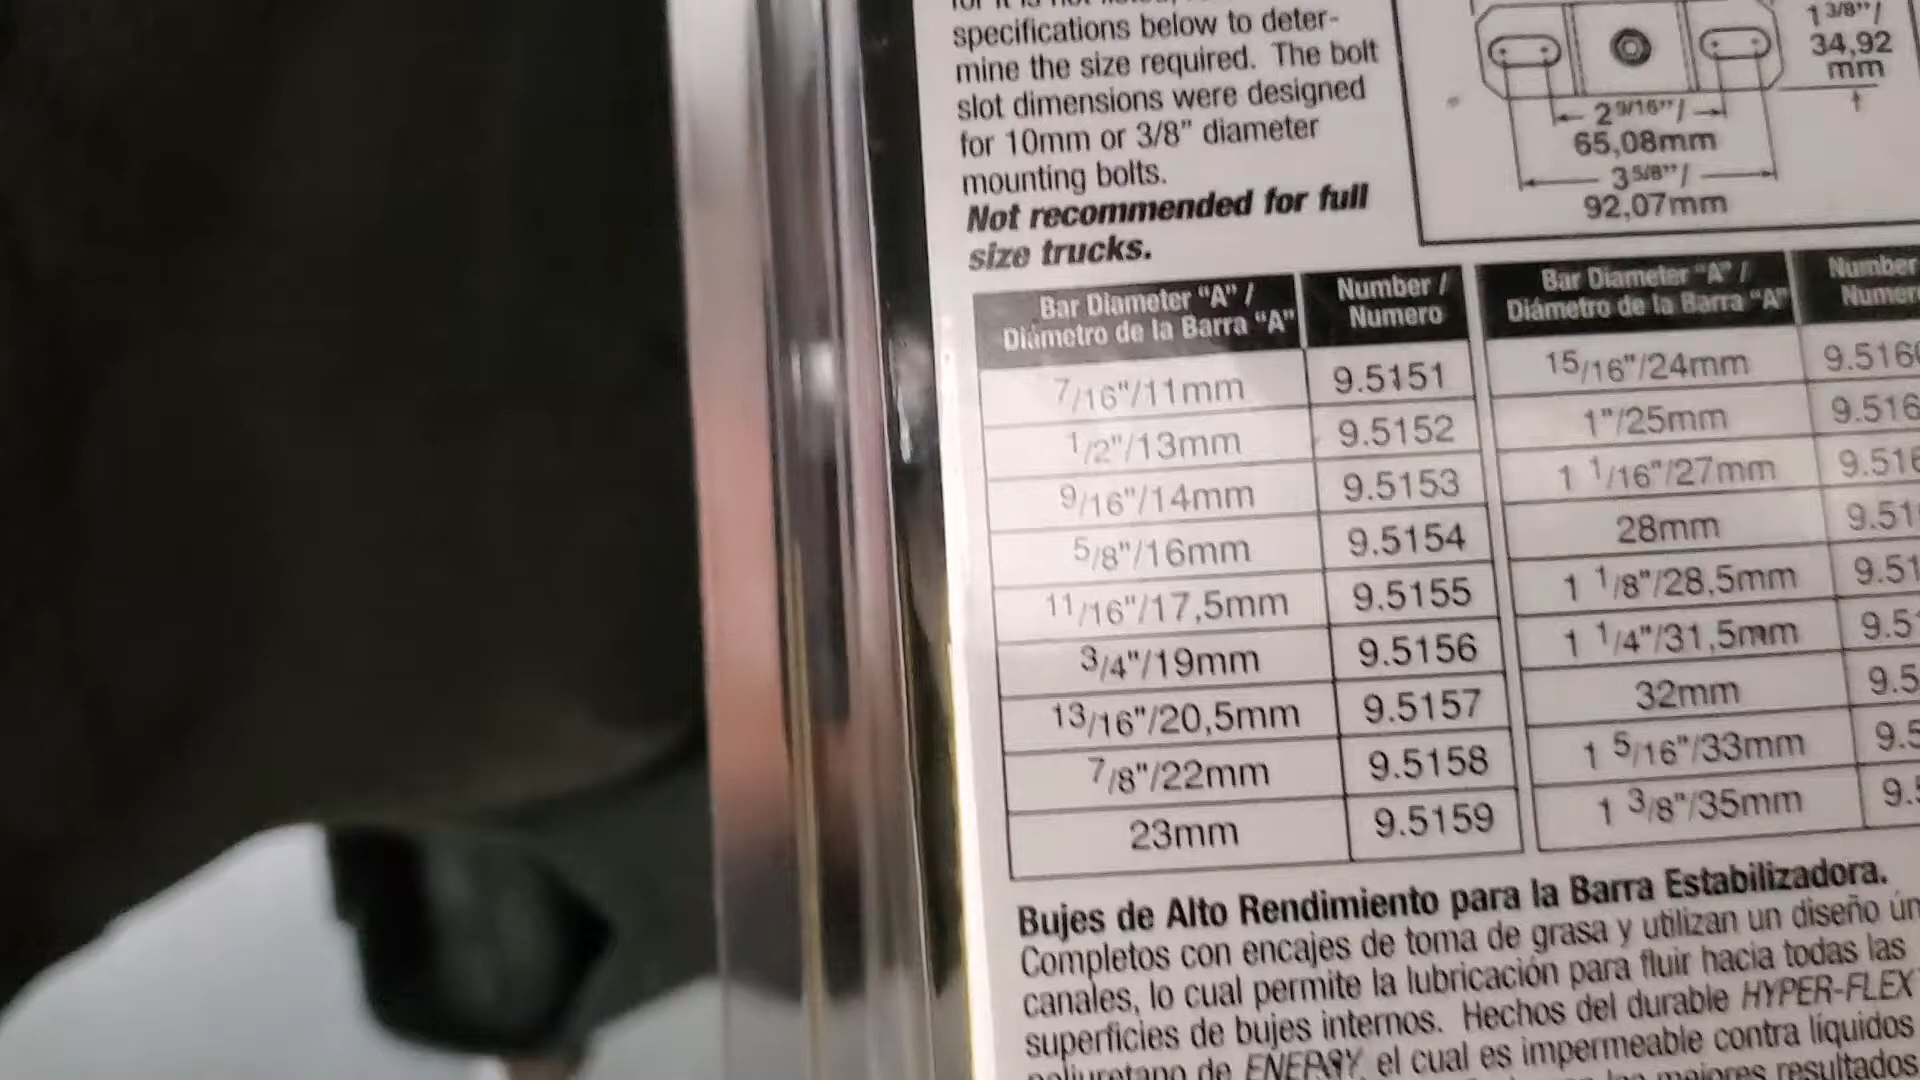 specifications below to deter-
mine the size required. The bolt
slot dimensions were designed
for 10mm or 3/8" diameter
mounting bolts.
Not recommended for full
size trucks.
1 3/8"/
34,92
mm
2 9/16"/
65,08mm
3 5/8"/
92,07mm
Bar Diameter "A" / Number / Bar Diameter "A" / Number
Diámetro de la Barra "A" Numero Diámetro de la Barra "A"
7/16"/11mm 9.5151 15/16"/24mm
1/2"/13mm 9.5152 1"/25mm
9/16"/14mm 9.5153 1 1/16"/27mm
5/8"/16mm 9.5154 28mm
11/16"/17,5mm 9.5155 1 1/8"/28,5mm
3/4"/19mm 9.5156 1 1/4"/31,5mm
13/16"/20,5mm 9.5157 32mm
7/8"/22mm 9.5158 1 5/16"/33mm
23mm 9.5159 1 3/8"/35mm
Bujes de Alto Rendimiento para la Barra Estabilizadora.
Completos con encajes de toma de grasa y utilizan un diseño
canales, lo cual permite la lubricación para fluir hacia todas las
superficies de bujes internos. Hechos del durable HYPER-FLEX
poliuretano de ENERGY, el cual es impermeable contra líquidos
mejores resultados